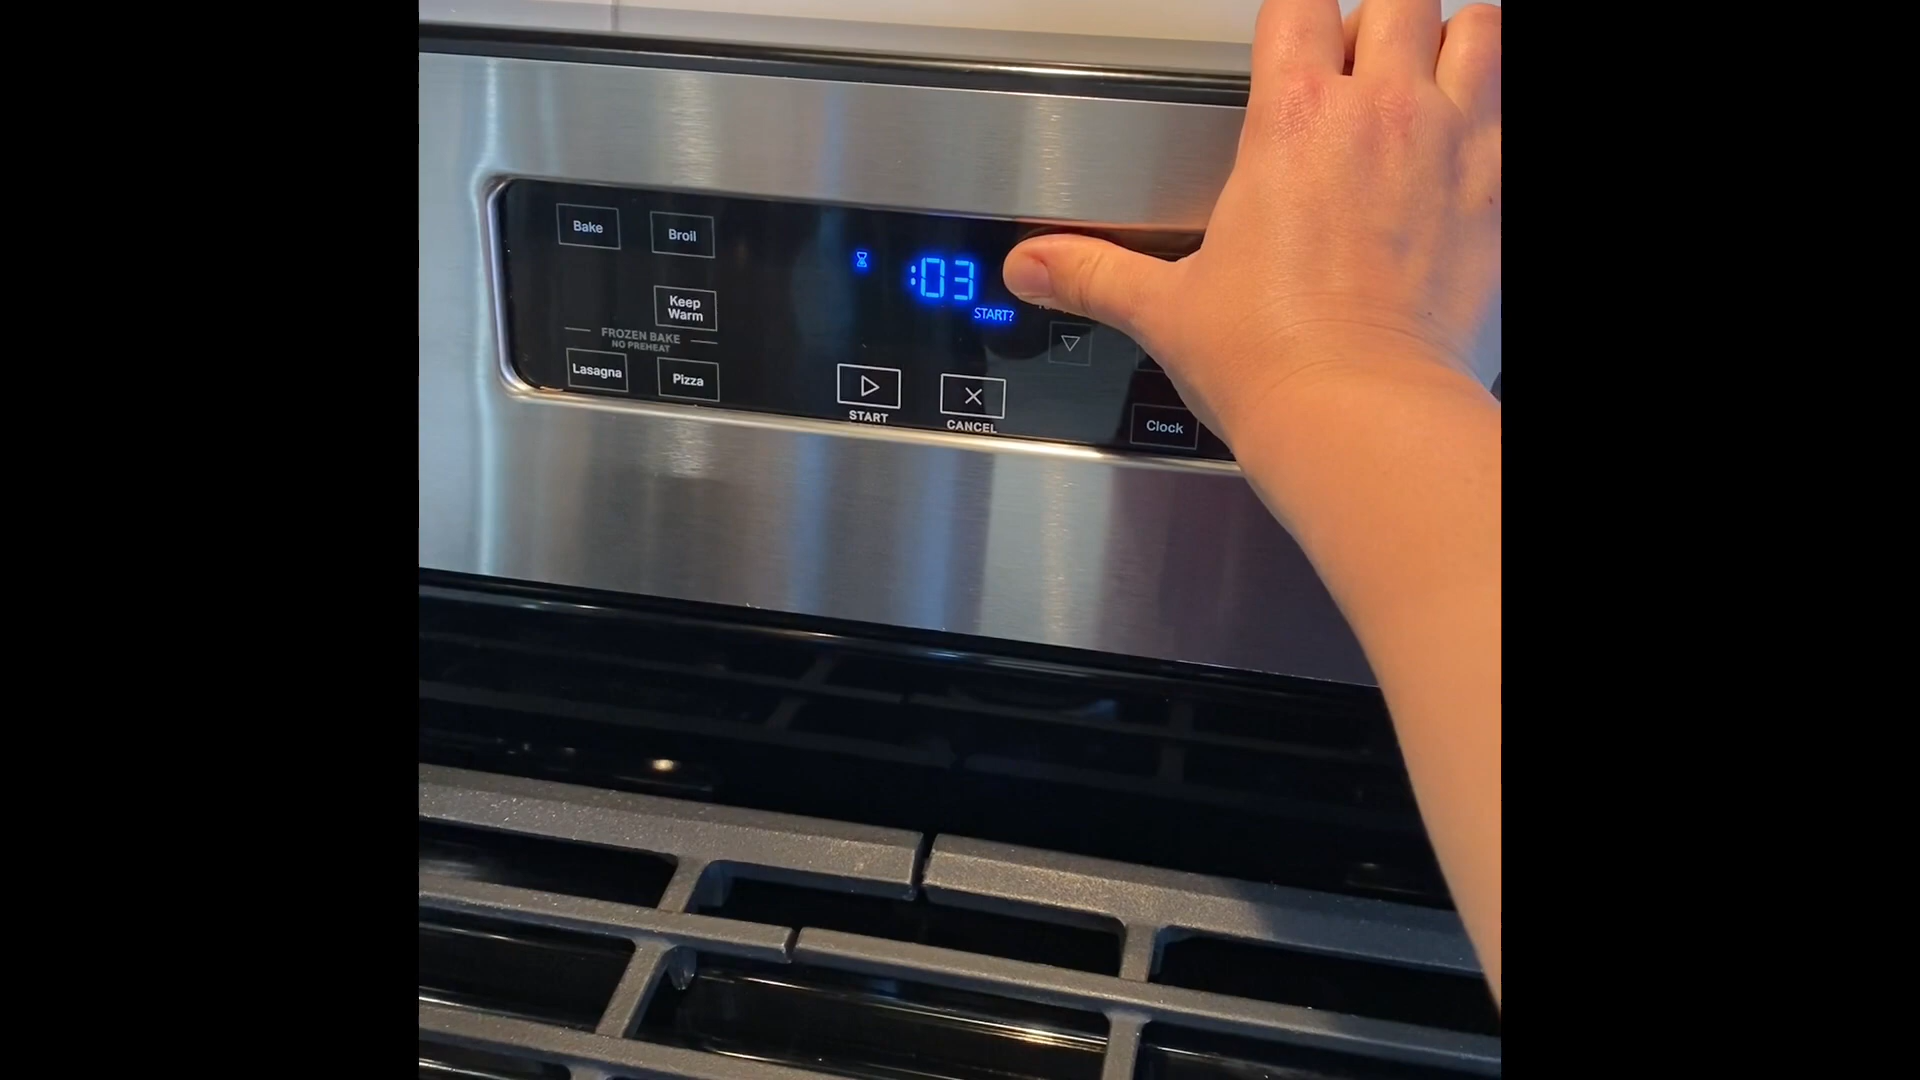 Bake
Broil
:03
START?
Keep
Warm
FROZEN BAKE
NO PREHEAT
Lasagna
Pizza
START
CANCEL
Clock